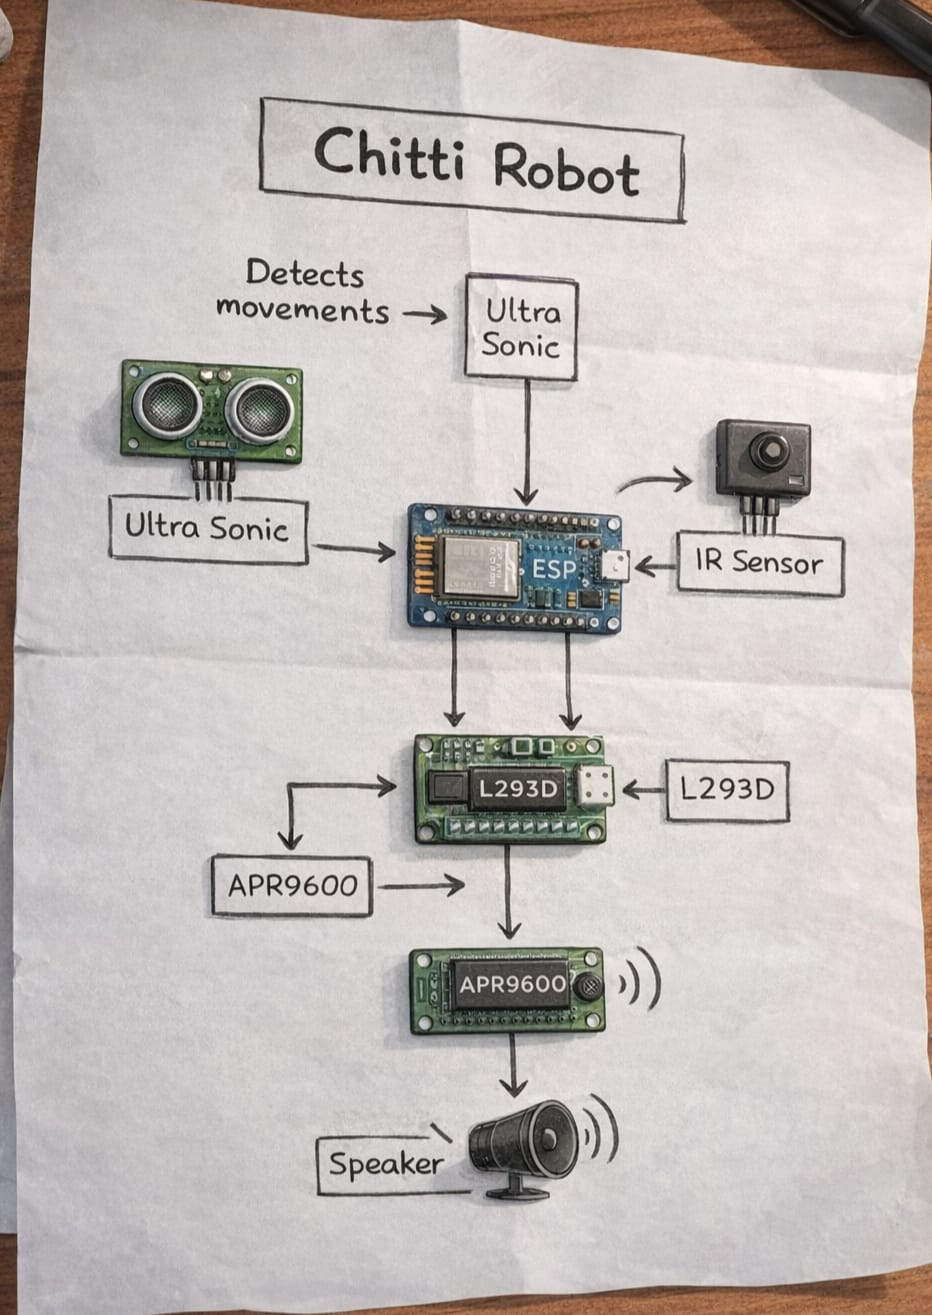 Chitti Robot
Detects
movements
Ultra
Sonic
Ultra Sonic
ESP
IR Sensor
L293D
L293D
APR9600
APR9600
Speaker